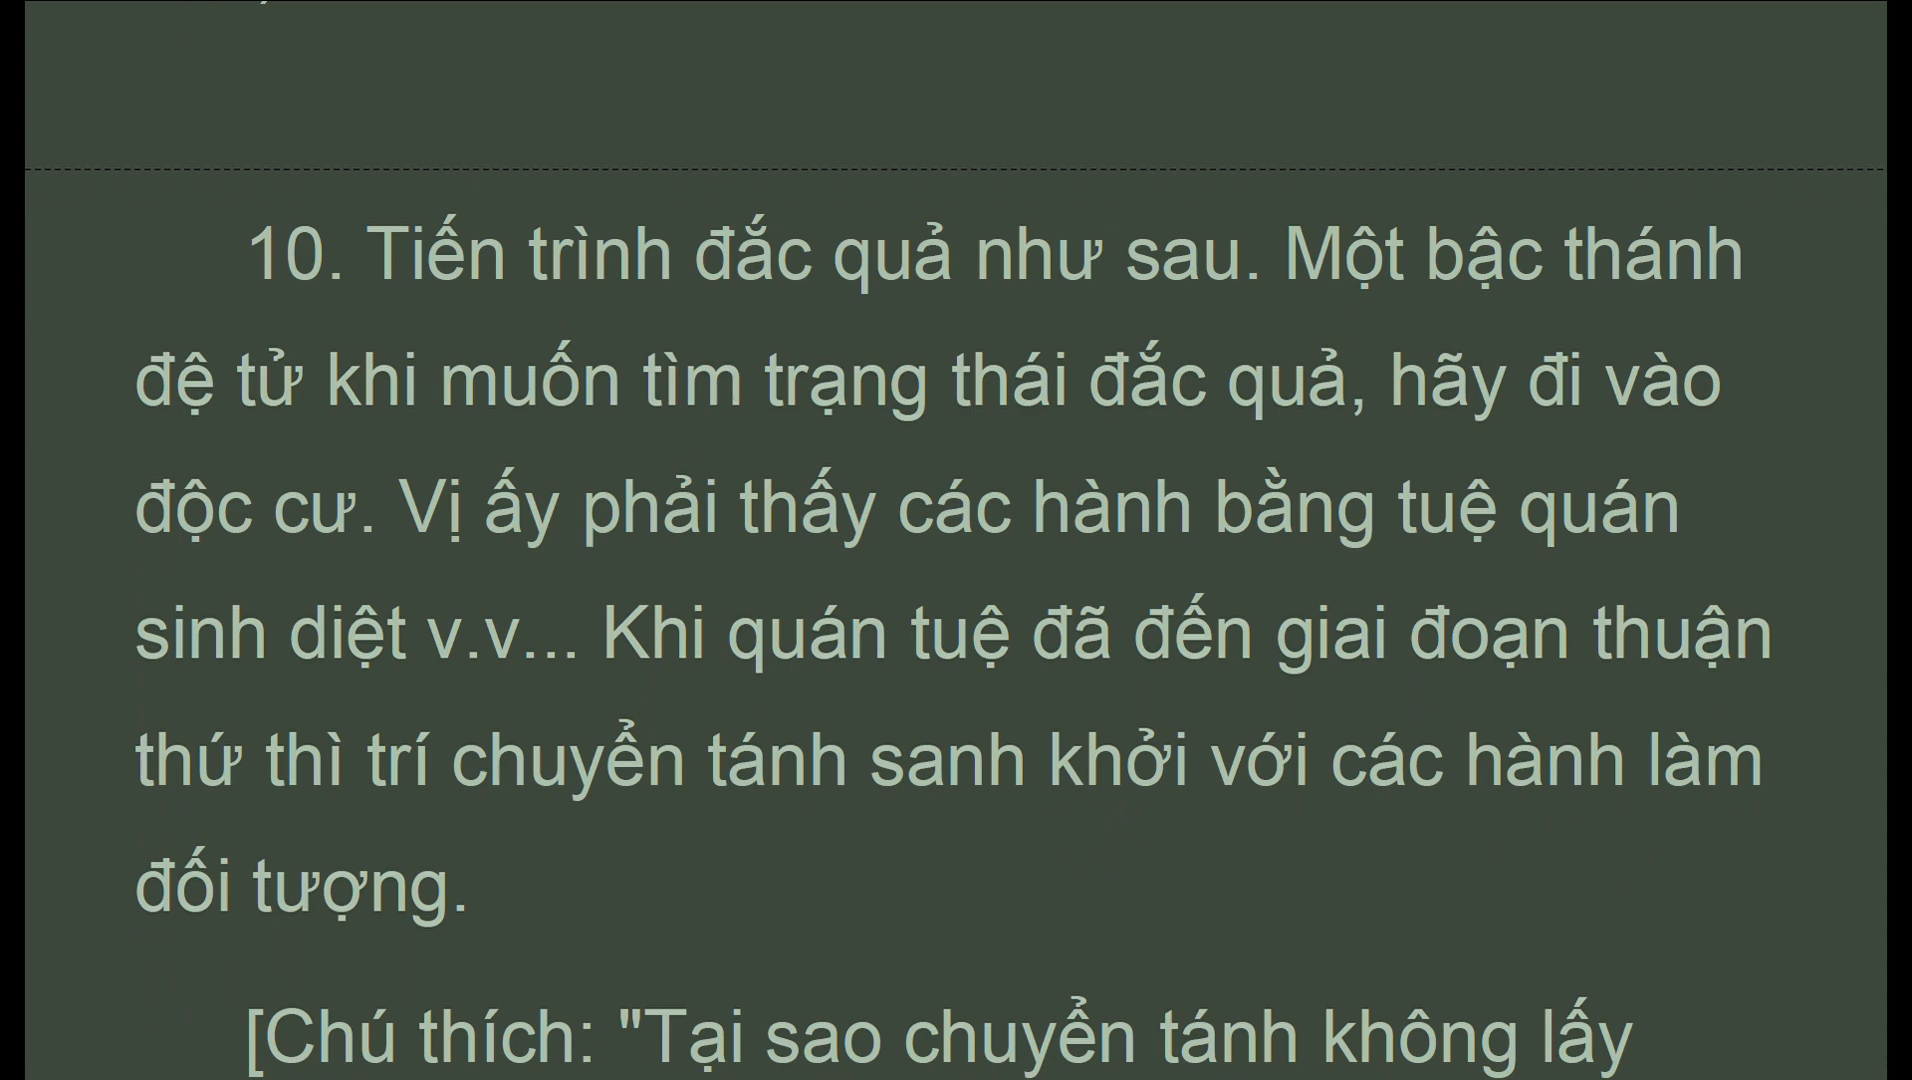 10. Tiến trình đắc quả như sau. Một bậc thánh
đệ tử khi muốn tìm trạng thái đắc quả, hãy đi vào
độc cư. Vị ấy phải thấy các hành bằng tuệ quán
sinh diệt v.v... Khi quán tuệ đã đến giai đoạn thuận
thứ thì trí chuyển tánh sanh khởi với các hành làm
đối tượng.
[Chú thích: "Tại sao chuyển tánh không lấy